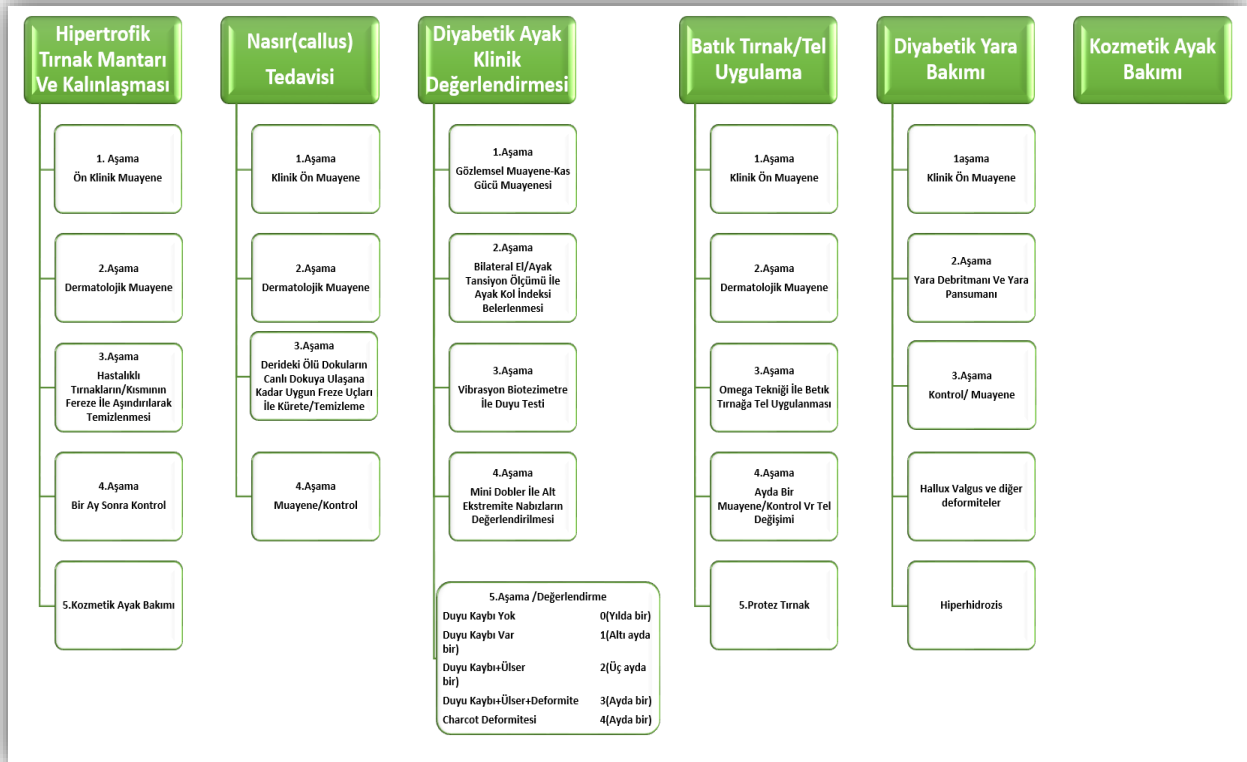 Hipertrofik
Tırnak Mantarı
Ve Kalınlaşması
1. Aşama
Ön Klinik Muayene
2.Aşama
Dermatolojik Muayene
3.Aşama
Hastalıklı
Tırnakların/Kısmının
Fereze İle Aşındırılarak
Temizlenmesi
4.Aşama
Bir Ay Sonra Kontrol
5.Kozmetik Ayak Bakımı
Nasır(callus)
Tedavisi
1.Aşama
Klinik Ön Muayene
2.Aşama
Dermatolojik Muayene
3.Aşama
Derideki Ölü Dokuların
Canlı Dokuya Ulaşana
Kadar Uygun Freze Uçları
İle Kürete/Temizleme
4.Aşama
Muayene/Kontrol
Diyabetik Ayak
Klinik
Değerlendirmesi
1.Aşama
Gözlemsel Muayene-Kas
Gücü Muayenesi
2.Aşama
Bilateral El/Ayak
Tansiyon Ölçümü İle
Ayak Kol İndeksi
Belerlenmesi
3.Aşama
Vibrasyon Biotezimetre
İle Duyu Testi
4.Aşama
Mini Dobler İle Alt
Ekstremite Nabızların
Değerlendirilmesi
5.Aşama /Değerlendirme
Duyu Kaybı Yok 0(Yılda bir)
Duyu Kaybı Var 1(Altı ayda
bir)
Duyu Kaybı+Ülser 2(Üç ayda
bir)
Duyu Kaybı+Ülser+Deformite 3(Ayda bir)
Charcot Deformitesi 4(Ayda bir)
Batık Tırnak/Tel
Uygulama
1.Aşama
Klinik Ön Muayene
2.Aşama
Dermatolojik Muayene
3.Aşama
Omega Tekniği İle Betık
Tırnağa Tel Uygulanması
4.Aşama
Ayda Bir
Muayene/Kontrol Vr Tel
Değişimi
5.Protez Tırnak
Diyabetik Yara
Bakımı
1aşama
Klinik Ön Muayene
2.Aşama
Yara Debritmanı Ve Yara
Pansumanı
3.Aşama
Kontrol/ Muayene
Hallux Valgus ve diğer
deformiteler
Hiperhidrozis
Kozmetik Ayak
Bakımı